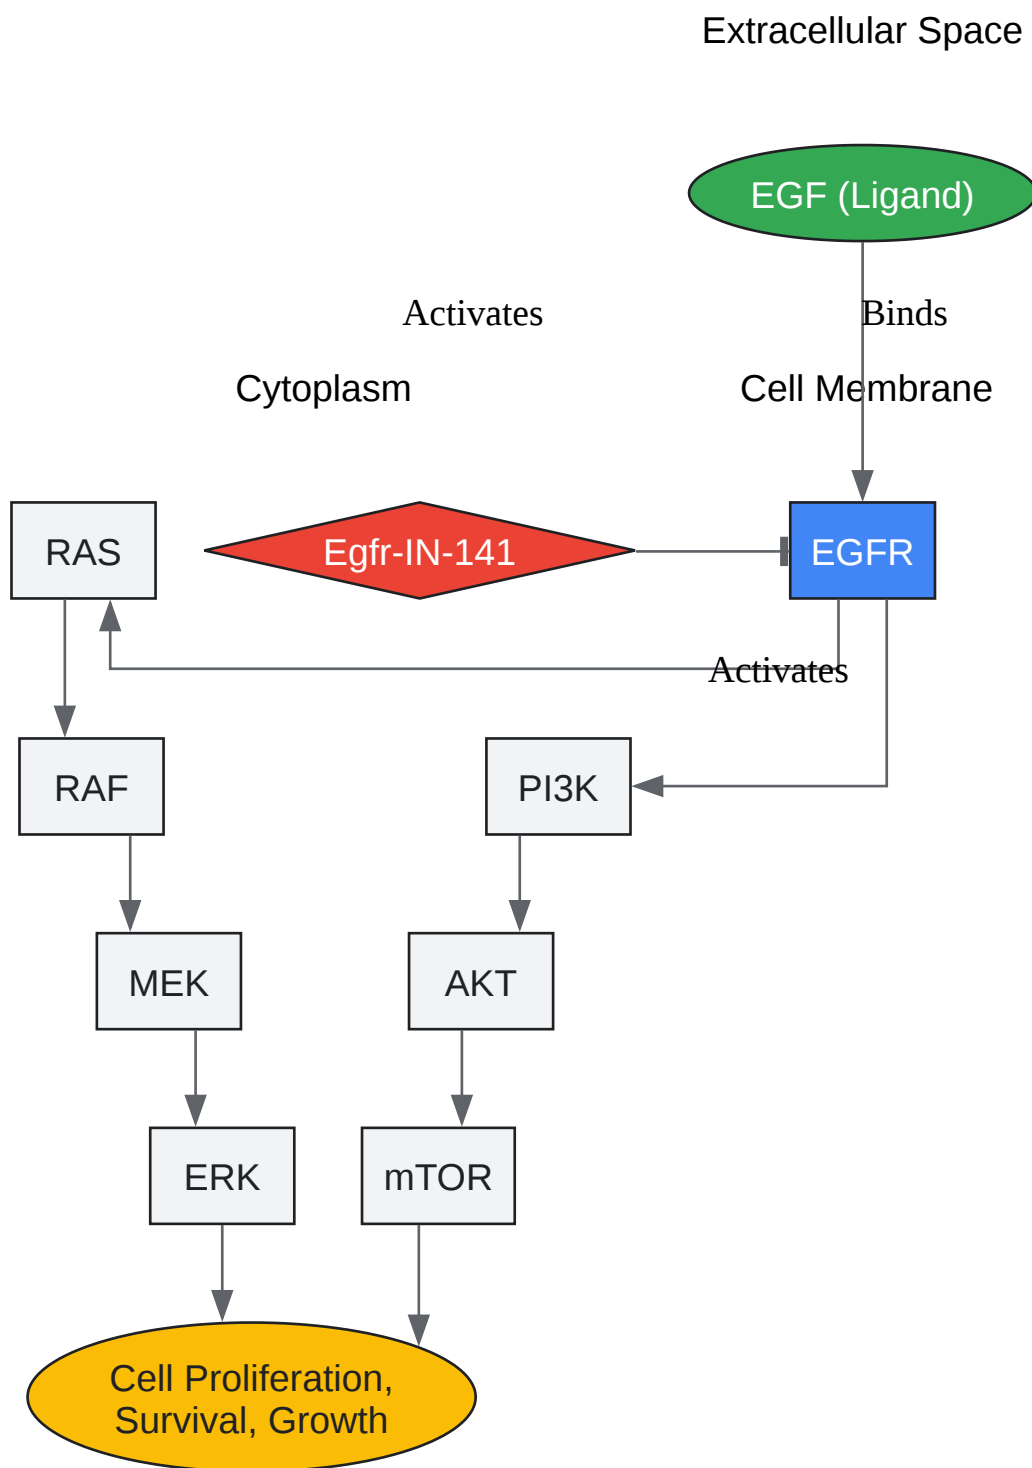 Extracellular Space
EGF (Ligand)
Activates
Binds
Cytoplasm
Cell Membrane
RAS
Egfr-IN-141
EGFR
Activates
RAF
PI3K
MEK
AKT
ERK
mTOR
Cell Proliferation,
Survival, Growth